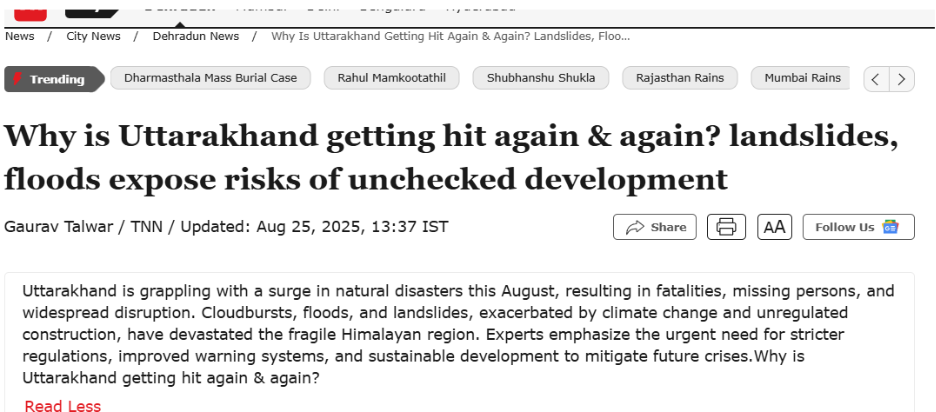 News / City News / Dehradun News / Why Is Uttarakhand Getting Hit Again & Again? Landslides, Floo...
Trending Dharmasthala Mass Burial Case Rahul Mamkootathil Shubhanshu Shukla Rajasthan Rains Mumbai Rains
Why is Uttarakhand getting hit again & again? landslides,
floods expose risks of unchecked development
Gaurav Talwar / TNN / Updated: Aug 25, 2025, 13:37 IST Share AA Follow Us
Uttarakhand is grappling with a surge in natural disasters this August, resulting in fatalities, missing persons, and
widespread disruption. Cloudbursts, floods, and landslides, exacerbated by climate change and unregulated
construction, have devastated the fragile Himalayan region. Experts emphasize the urgent need for stricter
regulations, improved warning systems, and sustainable development to mitigate future crises.Why is
Uttarakhand getting hit again & again?
Read Less